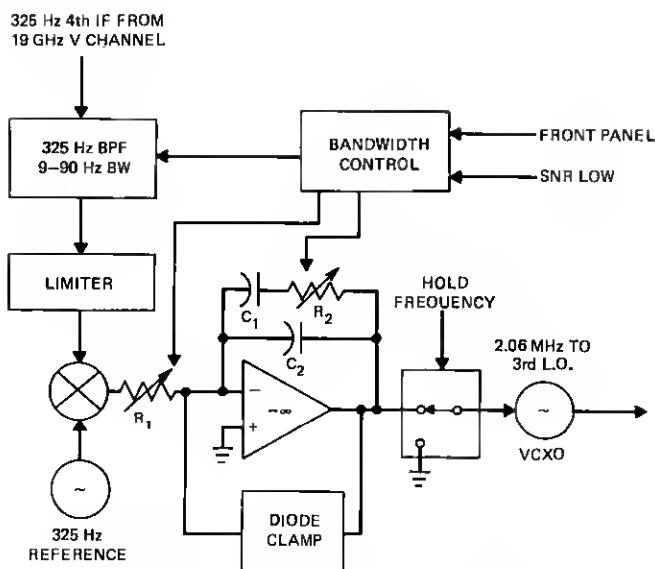 325 Hz 4th IF FROM
19 GHz V CHANNEL
325 Hz BPF
9–90 Hz BW
BANDWIDTH
CONTROL
FRONT PANEL
SNR LOW
LIMITER
C1
R2
C2
HOLD
FREQUENCY
2.06 MHz TO
3rd L.O.
R1
−
~∞
+
~
VCXO
~
325 Hz
REFERENCE
DIODE
CLAMP